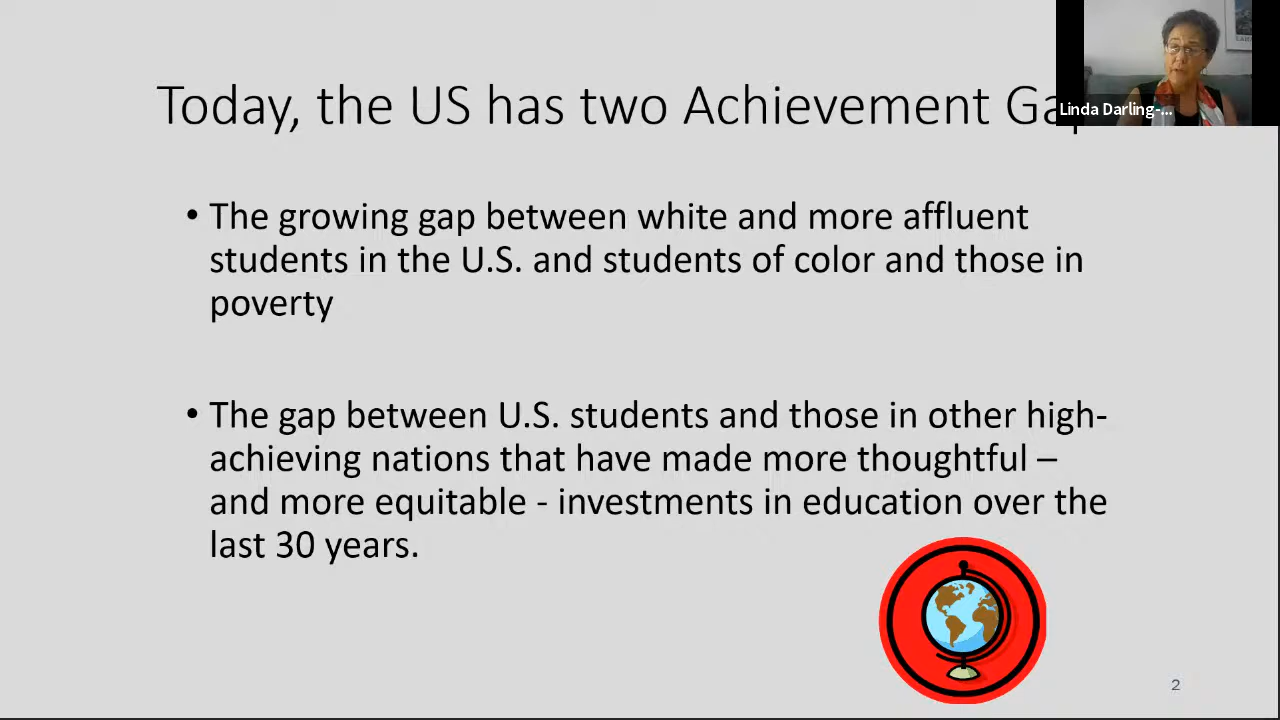 Today, the US has two Achievement Gap
Linda Darling-...
• The growing gap between white and more affluent
students in the U.S. and students of color and those in
poverty
• The gap between U.S. students and those in other high-
achieving nations that have made more thoughtful –
and more equitable - investments in education over the
last 30 years.
2